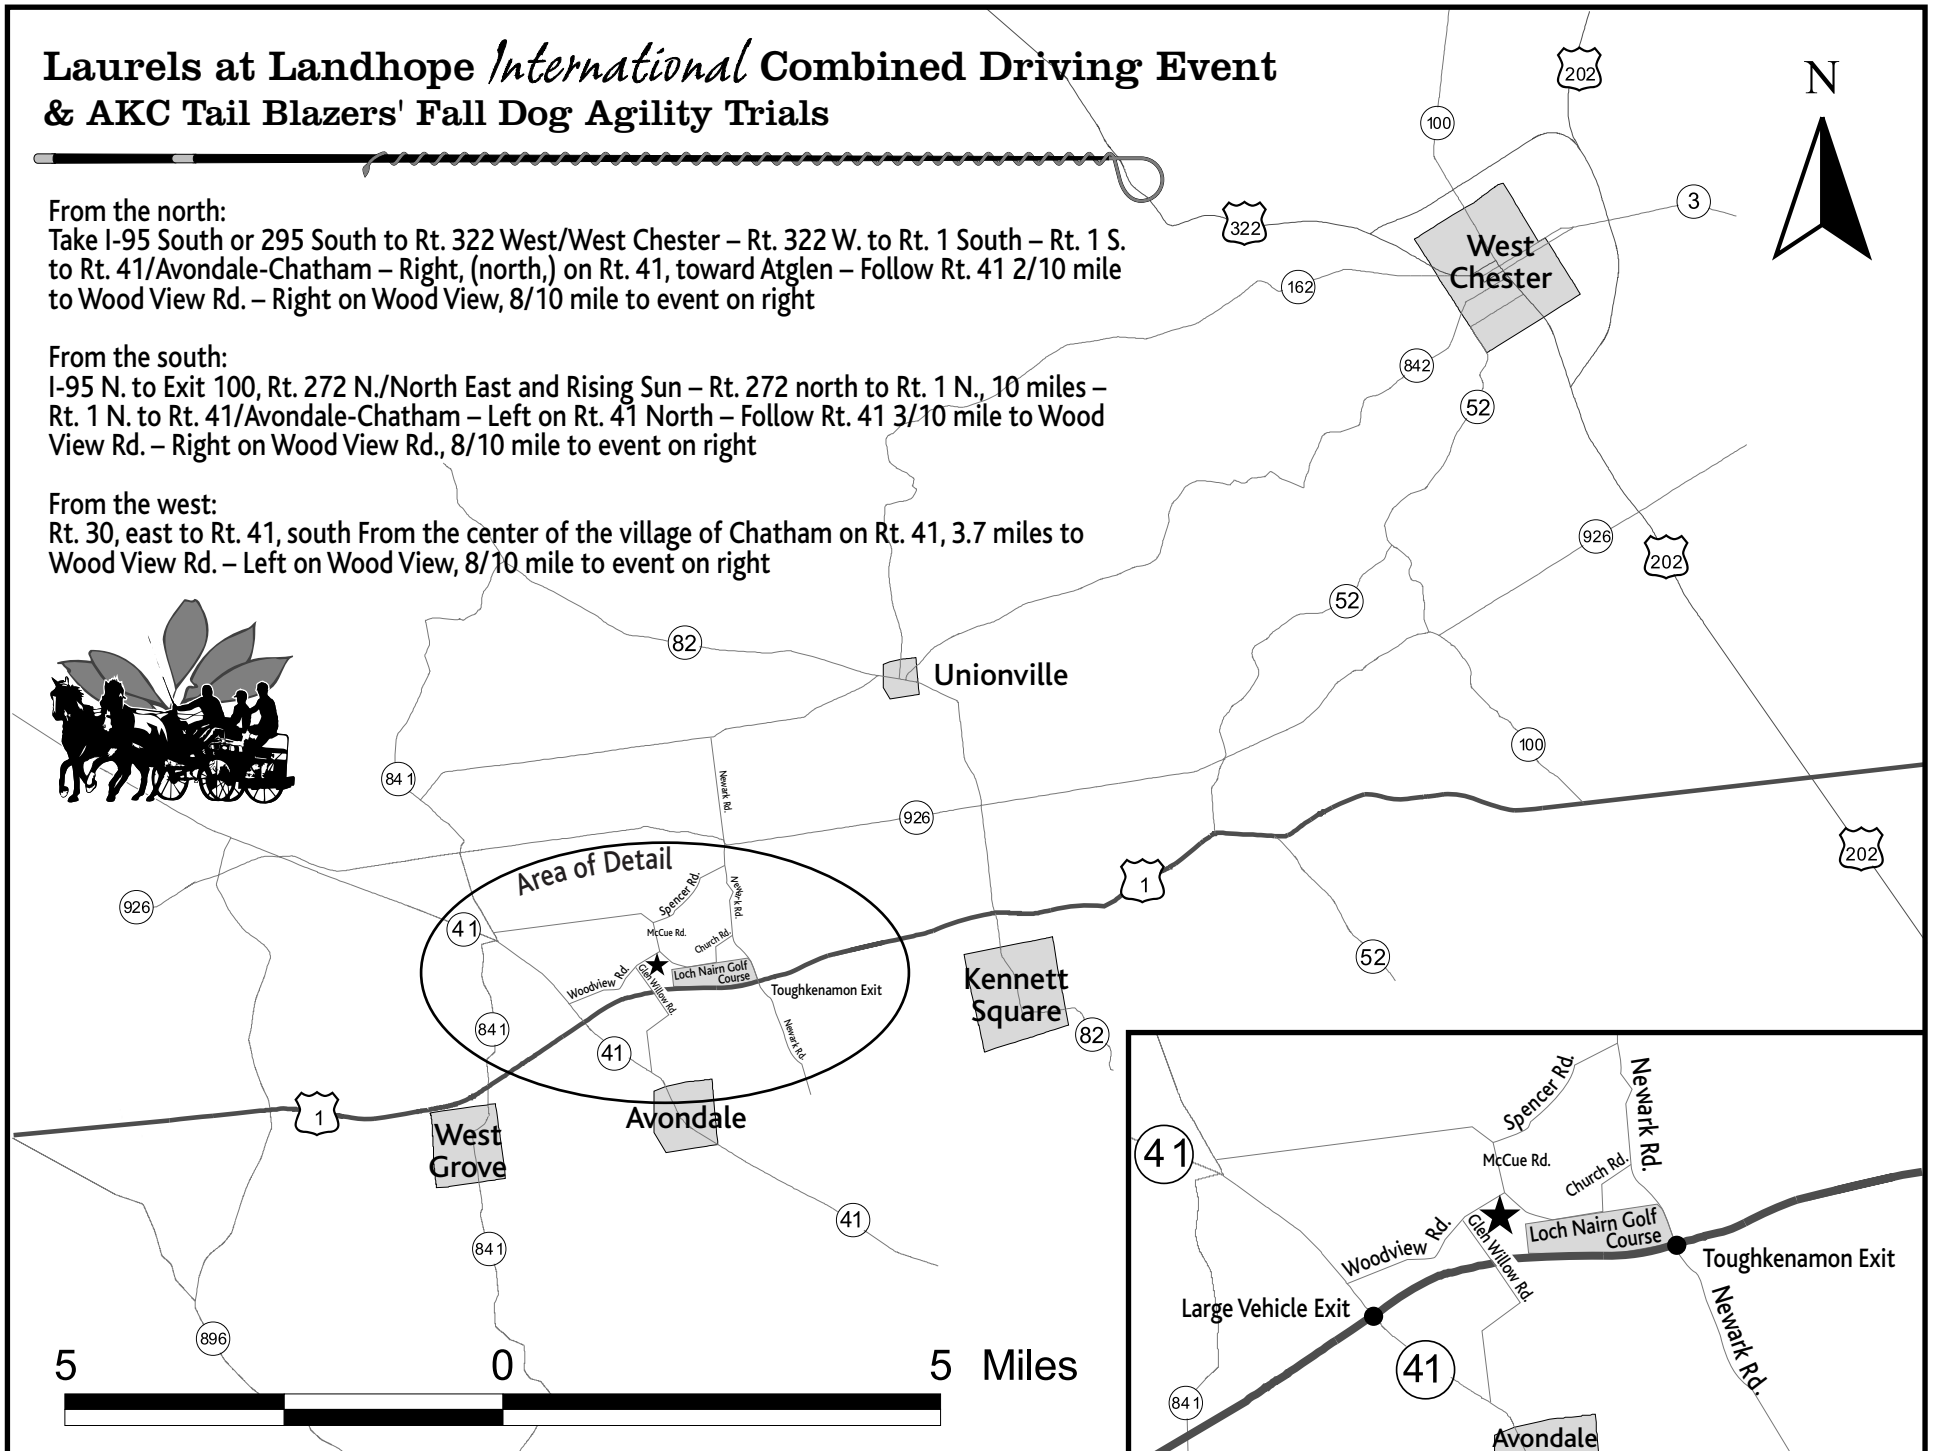 Laurels at Landhope International Combined Driving Event
& AKC Tail Blazers' Fall Dog Agility Trials
From the north:
Take I-95 South or 295 South to Rt. 322 West/West Chester – Rt. 322 W. to Rt. 1 South – Rt. 1 S.
to Rt. 41/Avondale-Chatham – Right, (north,) on Rt. 41, toward Atglen – Follow Rt. 41 2/10 mile
to Wood View Rd. – Right on Wood View, 8/10 mile to event on right
From the south:
I-95 N. to Exit 100, Rt. 272 N./North East and Rising Sun – Rt. 272 north to Rt. 1 N., 10 miles –
Rt. 1 N. to Rt. 41/Avondale-Chatham – Left on Rt. 41 North – Follow Rt. 41 3/10 mile to Wood
View Rd. – Right on Wood View Rd., 8/10 mile to event on right
From the west:
Rt. 30, east to Rt. 41, south From the center of the village of Chatham on Rt. 41, 3.7 miles to
Wood View Rd. – Left on Wood View, 8/10 mile to event on right
N
202
100
3
322
West
Chester
162
842
52
926
202
52
82
Unionville
100
841
Newark Rd.
926
202
1
Area of Detail
Spencer Rd.
Newark Rd.
926
41
McCue Rd.
Church Rd.
52
Woodview Rd.
Glen Willow Rd.
Loch Nairn Golf
Course
Toughkenamon Exit
Kennett
Square
841
Newark Rd.
82
41
1
Avondale
West
Grove
41
841
896
5
0
5
Miles
Spencer Rd.
Newark Rd.
41
McCue Rd.
Church Rd.
Woodview Rd.
Glen Willow Rd.
Loch Nairn Golf
Course
Toughkenamon Exit
Large Vehicle Exit
Newark Rd.
41
841
Avondale